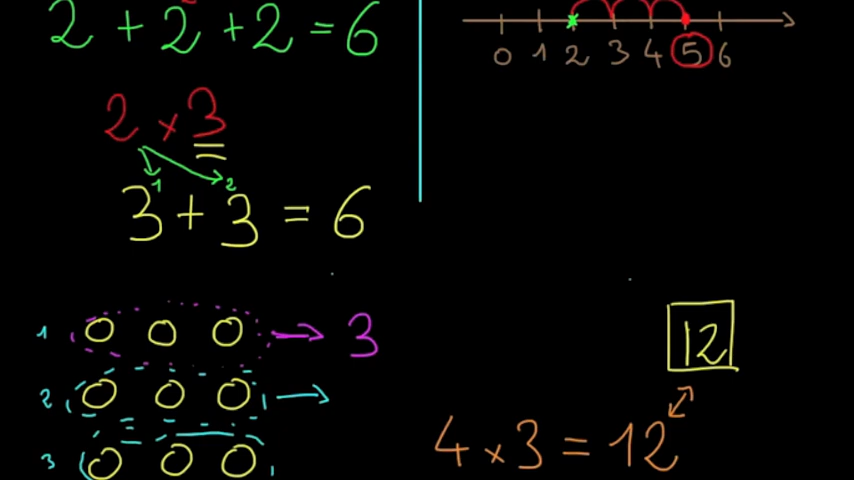 2 + 2 + 2 = 6
0 1 2 3 4 5 6
2 × 3
1 2
3 + 3 = 6
1 → 3
12
2 →
4 × 3 = 12
3